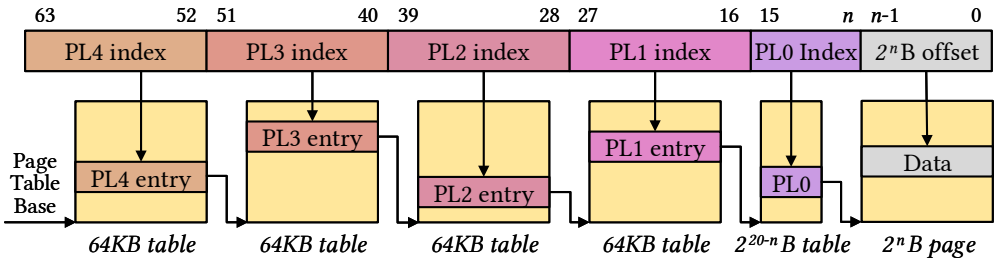 63 52 51 40 39 28 27 16 15 n n-1 0
PL4 index PL3 index PL2 index PL1 index PL0 Index 2ⁿB offset
PL3 entry
PL1 entry
Data
Page
Table
Base
PL4 entry
PL2 entry
PL0
64KB table 64KB table 64KB table 64KB table 2²⁰⁻ⁿB table 2ⁿB page